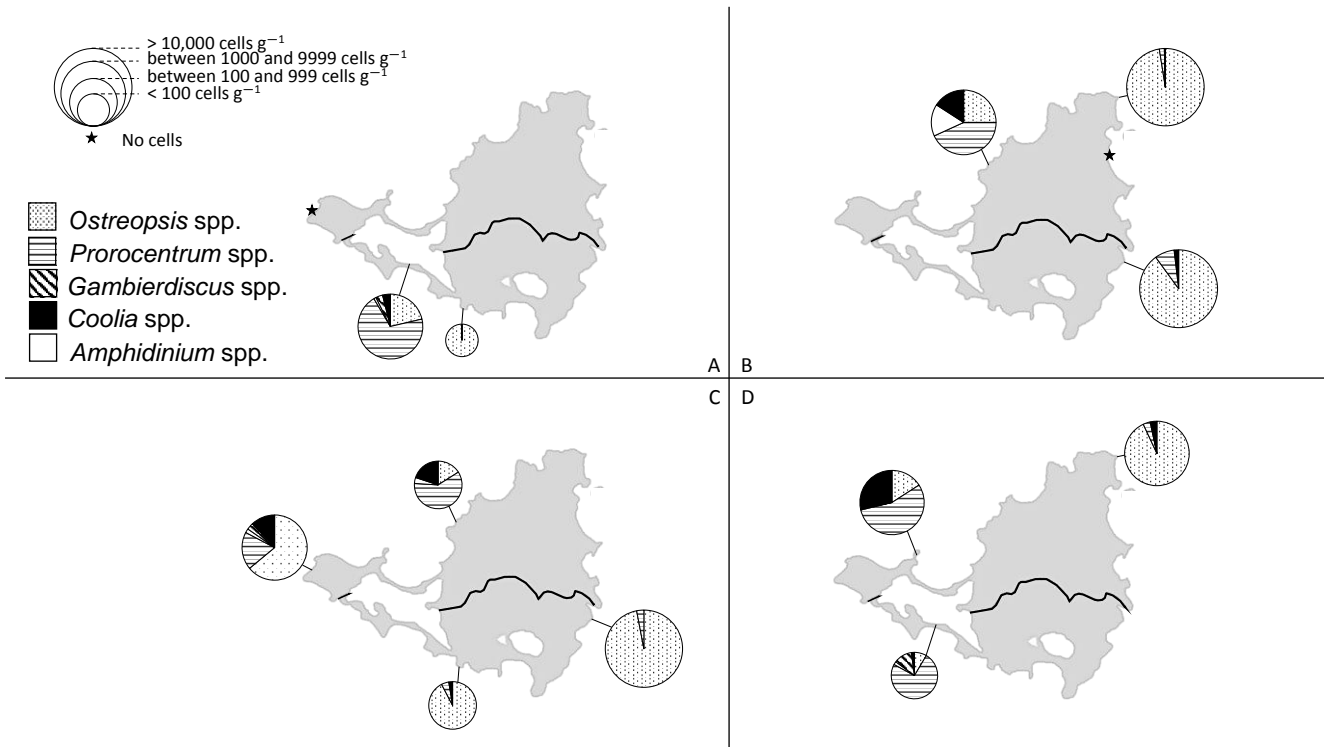 > 10,000 cells g⁻¹
between 1000 and 9999 cells g⁻¹
between 100 and 999 cells g⁻¹
< 100 cells g⁻¹
No cells
Ostreopsis spp.
Prorocentrum spp.
Gambierdiscus spp.
Coolia spp.
Amphidinium spp.
A
B
C
D